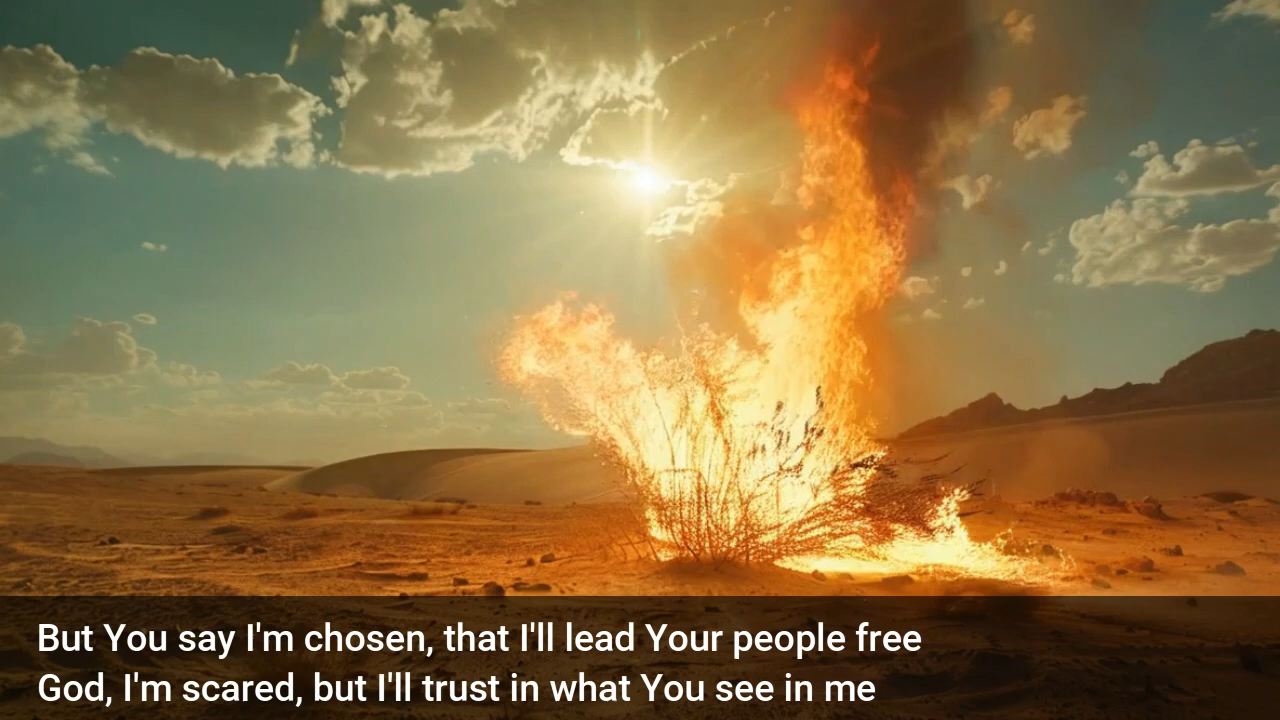 But You say I'm chosen, that I'll lead Your people free
God, I'm scared, but I'll trust in what You see in me